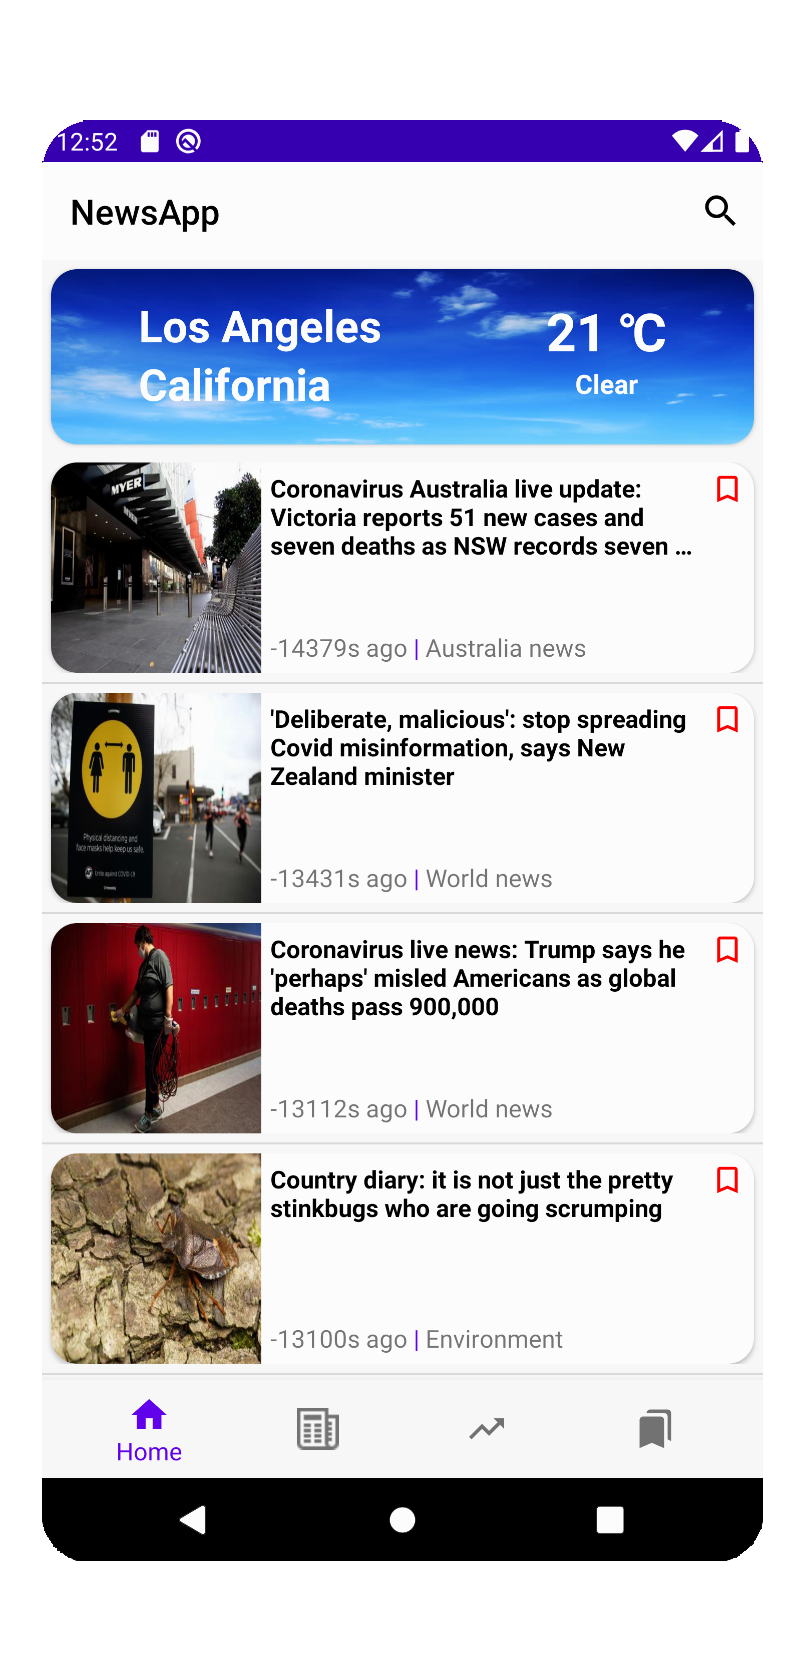 12:52
NewsApp
Los Angeles
California
21 ℃
Clear
MYER
Coronavirus Australia live update:
Victoria reports 51 new cases and
seven deaths as NSW records seven ...
-14379s ago | Australia news
Physical distancing and
face masks help keep us safe.
'Deliberate, malicious': stop spreading
Covid misinformation, says New
Zealand minister
-13431s ago | World news
Coronavirus live news: Trump says he
'perhaps' misled Americans as global
deaths pass 900,000
-13112s ago | World news
Country diary: it is not just the pretty
stinkbugs who are going scrumping
-13100s ago | Environment
Home